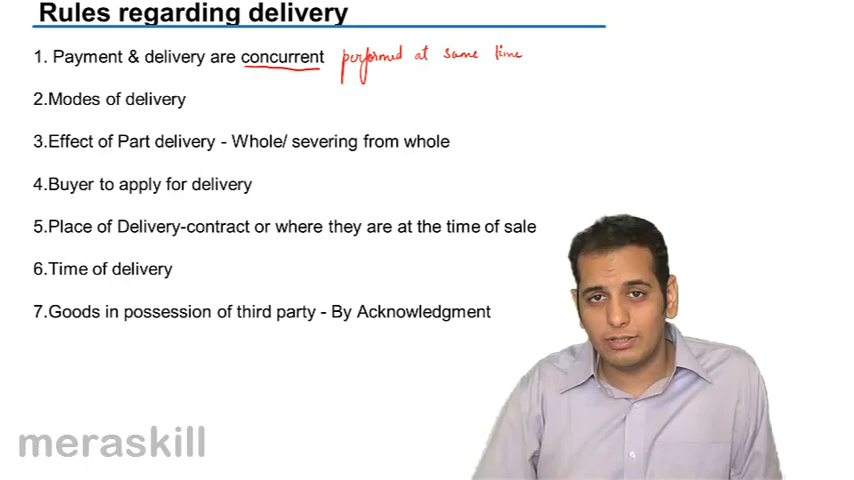 Rules regarding delivery
1. Payment & delivery are concurrent performed at same time
2.Modes of delivery
3.Effect of Part delivery - Whole/ severing from whole
4.Buyer to apply for delivery
5.Place of Delivery-contract or where they are at the time of sale
6.Time of delivery
7.Goods in possession of third party - By Acknowledgment
meraskill